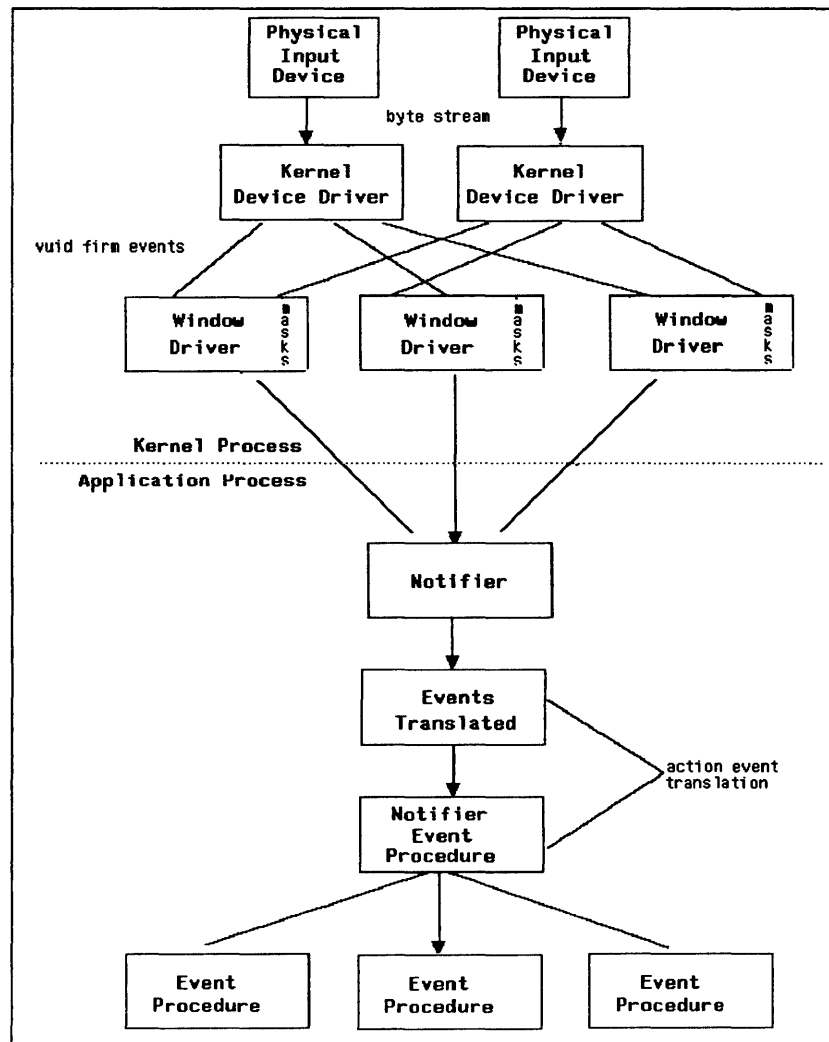 Physical
Input
Device
Physical
Input
Device
byte stream
Kernel
Device Driver
Kernel
Device Driver
vuid firm events
Window
Driver
masks
Window
Driver
masks
Window
Driver
masks
Kernel Process
Application Process
Notifier
Events
Translated
action event
translation
Notifier
Event
Procedure
Event
Procedure
Event
Procedure
Event
Procedure